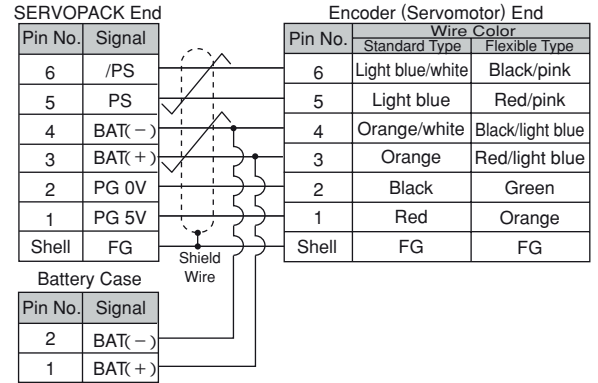 SERVOPACK End
Encoder (Servomotor) End
Pin No. Signal
Pin No. Wire Color
Standard Type Flexible Type
6 /PS 6 Light blue/white Black/pink
5 PS 5 Light blue Red/pink
4 BAT(−) 4 Orange/white Black/light blue
3 BAT(+) 3 Orange Red/light blue
2 PG 0V 2 Black Green
1 PG 5V 1 Red Orange
Shell FG Shell FG FG
Shield
Wire
Battery Case
Pin No. Signal
2 BAT(−)
1 BAT(+)